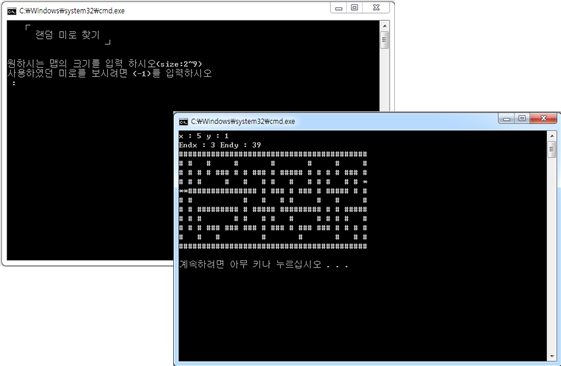 C:₩Windows₩system32₩cmd.exe
「 랜덤 미로 찾기 」
원하시는 맵의 크기를 입력 하시오(size:2~9)
사용하였던 미로를 보시려면 (-1)를 입력하시오
:
C:₩Windows₩system32₩cmd.exe
x : 5 y : 1
Endx : 3 Endy : 39
계속하려면 아무 키나 누르십시오 . . .